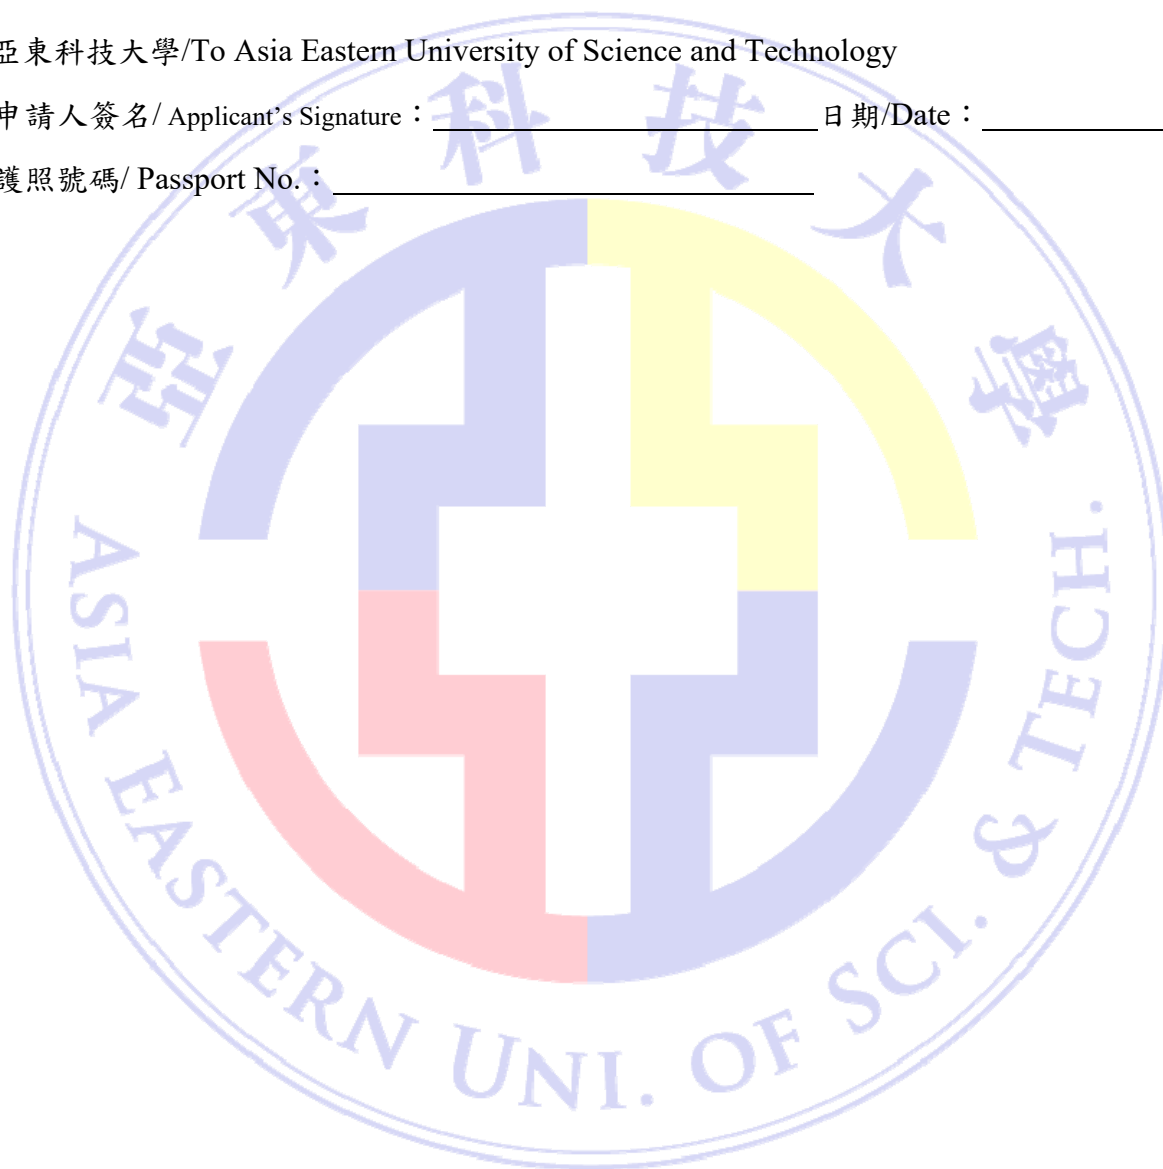 亞東科技大學/To Asia Eastern University of Science and Technology
申請人簽名/ Applicant’s Signature：日期/Date：
護照號碼/ Passport No.：
亞東科技大學
ASIA EASTERN UNI. OF SCI. & TECH.